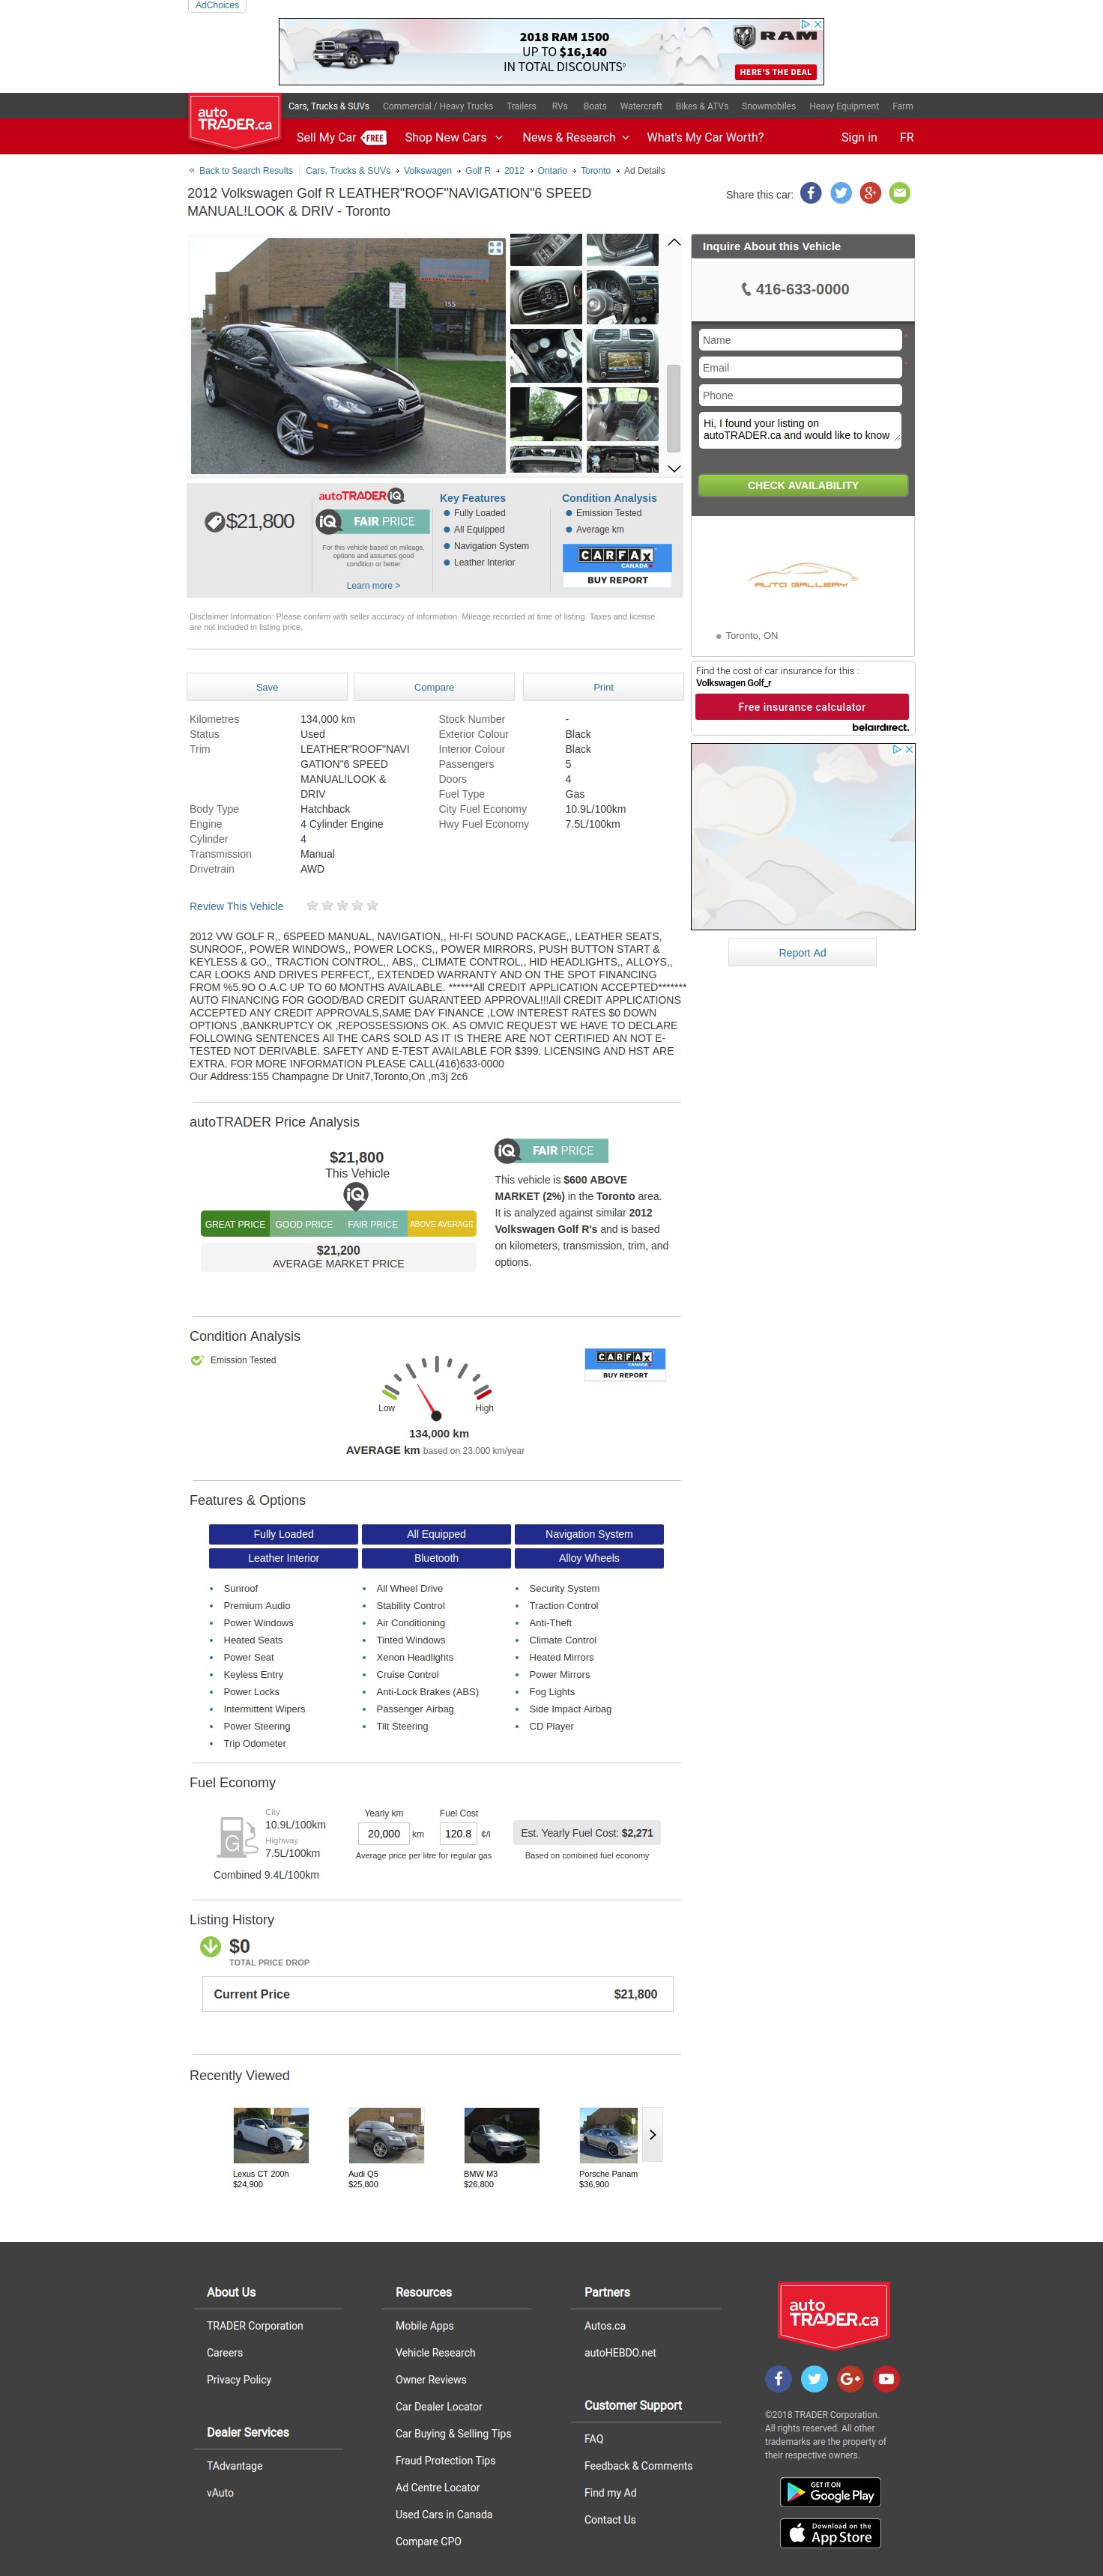 AdChoices
2018 RAM 1500
UP TO $16,140
IN TOTAL DISCOUNTS◊
RAM
HERE'S THE DEAL
auto
TRADER.ca
Cars, Trucks & SUVs Commercial / Heavy Trucks Trailers RVs Boats Watercraft Bikes & ATVs Snowmobiles Heavy Equipment Farm
Sell My Car FREE Shop New Cars News & Research What's My Car Worth? Sign in FR
« Back to Search Results Cars, Trucks & SUVs Volkswagen Golf R 2012 Ontario Toronto Ad Details
2012 Volkswagen Golf R LEATHER"ROOF"NAVIGATION"6 SPEED
MANUAL!LOOK & DRIV - Toronto
Share this car:
155
Inquire About this Vehicle
416-633-0000
Name
Email
Phone
Hi, I found your listing on
autoTRADER.ca and would like to know
CHECK AVAILABILITY
AUTO GALLERY
Toronto, ON
$21,800
autoTRADER iQ
iQ FAIR PRICE
For this vehicle based on mileage,
options and assumes good
condition or better
Learn more >
Key Features
Fully Loaded
All Equipped
Navigation System
Leather Interior
Condition Analysis
Emission Tested
Average km
CARFAX
CANADA
BUY REPORT
Disclaimer Information: Please confirm with seller accuracy of information. Mileage recorded at time of listing. Taxes and license
are not included in listing price.
Find the cost of car insurance for this :
Volkswagen Golf_r
Free insurance calculator
belairdirect.
Report Ad
Save Compare Print
Kilometres 134,000 km Stock Number -
Status Used Exterior Colour Black
Trim LEATHER"ROOF"NAVI Interior Colour Black
GATION"6 SPEED Passengers 5
MANUAL!LOOK & Doors 4
DRIV Fuel Type Gas
Body Type Hatchback City Fuel Economy 10.9L/100km
Engine 4 Cylinder Engine Hwy Fuel Economy 7.5L/100km
Cylinder 4
Transmission Manual
Drivetrain AWD
Review This Vehicle
2012 VW GOLF R,, 6SPEED MANUAL, NAVIGATION,, HI-FI SOUND PACKAGE,, LEATHER SEATS,
SUNROOF,, POWER WINDOWS,, POWER LOCKS,, POWER MIRRORS, PUSH BUTTON START &
KEYLESS & GO,, TRACTION CONTROL,, ABS,, CLIMATE CONTROL,, HID HEADLIGHTS,, ALLOYS,,
CAR LOOKS AND DRIVES PERFECT,, EXTENDED WARRANTY AND ON THE SPOT FINANCING
FROM %5.9O O.A.C UP TO 60 MONTHS AVAILABLE. ******All CREDIT APPLICATION ACCEPTED*******
AUTO FINANCING FOR GOOD/BAD CREDIT GUARANTEED APPROVAL!!!All CREDIT APPLICATIONS
ACCEPTED ANY CREDIT APPROVALS,SAME DAY FINANCE ,LOW INTEREST RATES $0 DOWN
OPTIONS ,BANKRUPTCY OK ,REPOSSESSIONS OK. AS OMVIC REQUEST WE HAVE TO DECLARE
FOLLOWING SENTENCES All THE CARS SOLD AS IT IS THERE ARE NOT CERTIFIED AN NOT E-
TESTED NOT DERIVABLE. SAFETY AND E-TEST AVAILABLE FOR $399. LICENSING AND HST ARE
EXTRA. FOR MORE INFORMATION PLEASE CALL(416)633-0000
Our Address:155 Champagne Dr Unit7,Toronto,On ,m3j 2c6
autoTRADER Price Analysis
$21,800
This Vehicle
iQ
GREAT PRICE GOOD PRICE FAIR PRICE ABOVE AVERAGE
$21,200
AVERAGE MARKET PRICE
iQ FAIR PRICE
This vehicle is $600 ABOVE
MARKET (2%) in the Toronto area.
It is analyzed against similar 2012
Volkswagen Golf R's and is based
on kilometers, transmission, trim, and
options.
Condition Analysis
Emission Tested
Low High
134,000 km
AVERAGE km based on 23,000 km/year
CARFAX
CANADA
BUY REPORT
Features & Options
Fully Loaded All Equipped Navigation System
Leather Interior Bluetooth Alloy Wheels
Sunroof All Wheel Drive Security System
Premium Audio Stability Control Traction Control
Power Windows Air Conditioning Anti-Theft
Heated Seats Tinted Windows Climate Control
Power Seat Xenon Headlights Heated Mirrors
Keyless Entry Cruise Control Power Mirrors
Power Locks Anti-Lock Brakes (ABS) Fog Lights
Intermittent Wipers Passenger Airbag Side Impact Airbag
Power Steering Tilt Steering CD Player
Trip Odometer
Fuel Economy
G
City
10.9L/100km
Highway
7.5L/100km
Combined 9.4L/100km
Yearly km Fuel Cost
20,000 km 120.8 ¢/l
Average price per litre for regular gas
Est. Yearly Fuel Cost: $2,271
Based on combined fuel economy
Listing History
$0
TOTAL PRICE DROP
Current Price $21,800
Recently Viewed
Lexus CT 200h Audi Q5 BMW M3 Porsche Panam
$24,900 $25,800 $26,800 $36,900
About Us
TRADER Corporation
Careers
Privacy Policy
Dealer Services
TAdvantage
vAuto
Resources
Mobile Apps
Vehicle Research
Owner Reviews
Car Dealer Locator
Car Buying & Selling Tips
Fraud Protection Tips
Ad Centre Locator
Used Cars in Canada
Compare CPO
Partners
Autos.ca
autoHEBDO.net
Customer Support
FAQ
Feedback & Comments
Find my Ad
Contact Us
auto
TRADER.ca
©2018 TRADER Corporation.
All rights reserved. All other
trademarks are the property of
their respective owners.
GET IT ON
Google Play
Download on the
App Store